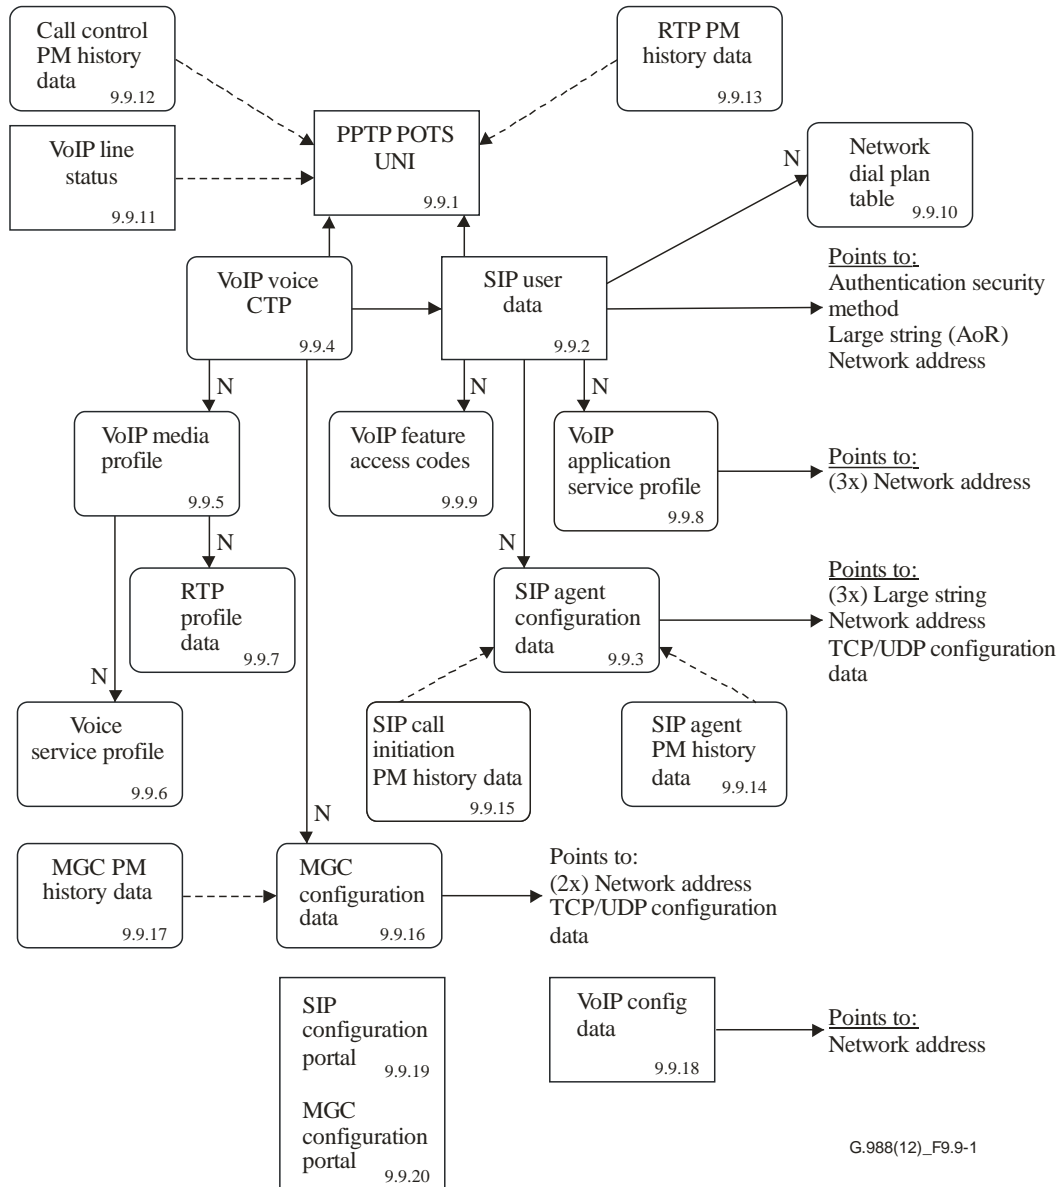 Call control
PM history
data
9.9.12
RTP PM
history data
9.9.13
PPTP POTS
UNI
9.9.1
VoIP line
status
9.9.11
N
Network
dial plan
table
9.9.10
VoIP voice
CTP
9.9.4
SIP user
data
9.9.2
Points to:
Authentication security
method
Large string (AoR)
Network address
N
N
N
VoIP media
profile
9.9.5
VoIP feature
access codes
9.9.9
VoIP
application
service profile
9.9.8
Points to:
(3x) Network address
N
N
RTP
profile
data
9.9.7
SIP agent
configuration
data
9.9.3
Points to:
(3x) Large string
Network address
TCP/UDP configuration
data
N
Voice
service profile
9.9.6
SIP call
initiation
PM history data
9.9.15
SIP agent
PM history
data
9.9.14
N
MGC PM
history data
9.9.17
MGC
configuration
data
9.9.16
Points to:
(2x) Network address
TCP/UDP configuration
data
SIP
configuration
portal
9.9.19
MGC
configuration
portal
9.9.20
VoIP config
data
9.9.18
Points to:
Network address
G.988(12)_F9.9-1